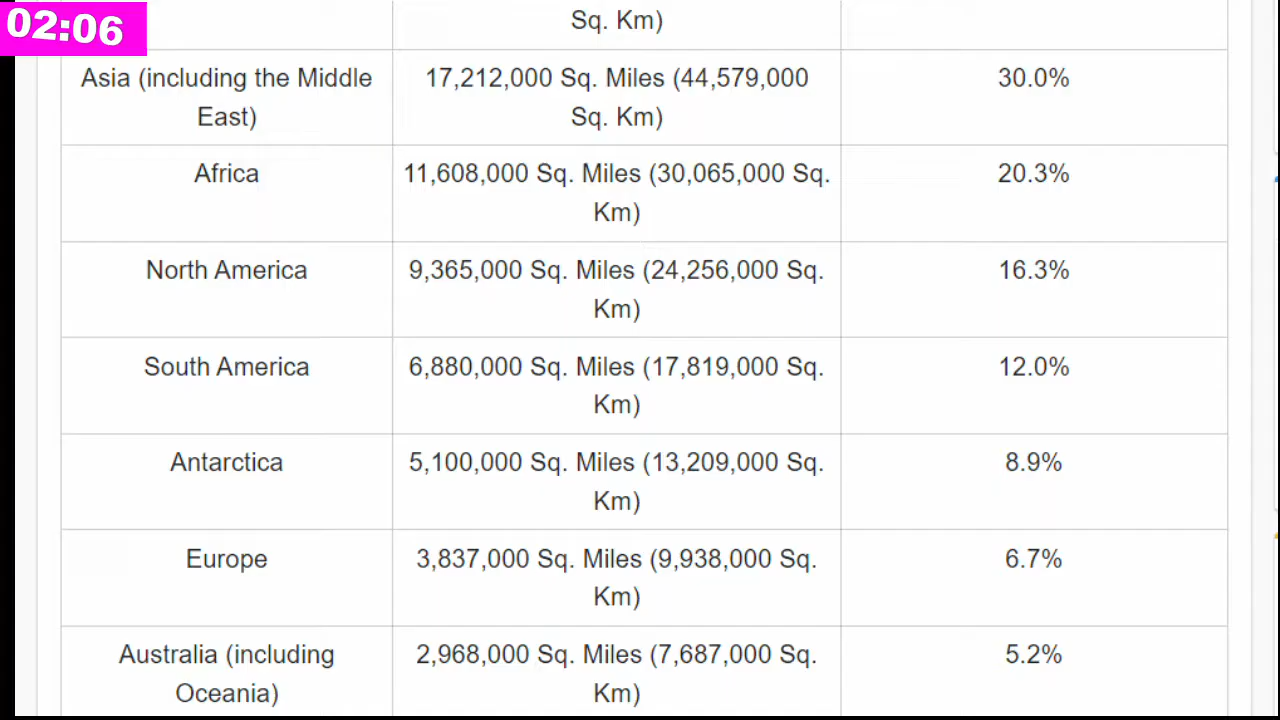 02:06
Sq. Km)
Asia (including the Middle East)
17,212,000 Sq. Miles (44,579,000 Sq. Km)
30.0%
Africa
11,608,000 Sq. Miles (30,065,000 Sq. Km)
20.3%
North America
9,365,000 Sq. Miles (24,256,000 Sq. Km)
16.3%
South America
6,880,000 Sq. Miles (17,819,000 Sq. Km)
12.0%
Antarctica
5,100,000 Sq. Miles (13,209,000 Sq. Km)
8.9%
Europe
3,837,000 Sq. Miles (9,938,000 Sq. Km)
6.7%
Australia (including Oceania)
2,968,000 Sq. Miles (7,687,000 Sq. Km)
5.2%